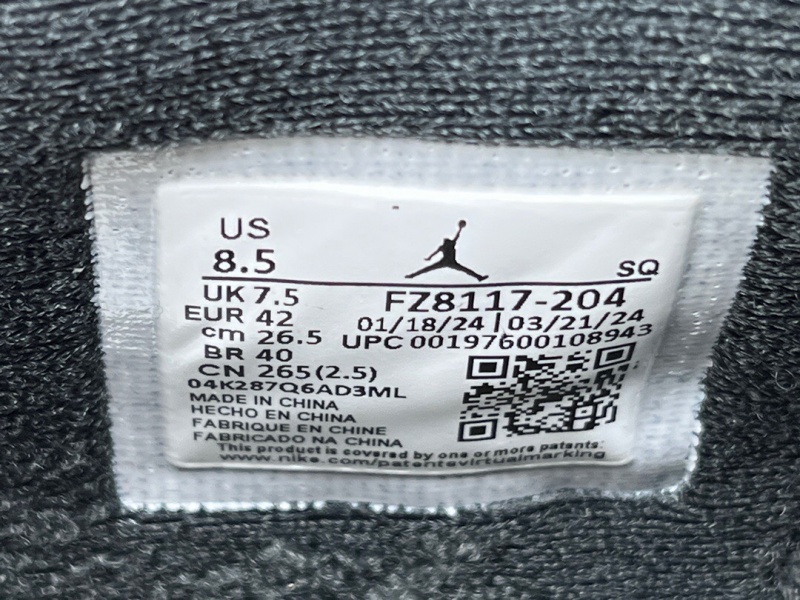 US
8.5
SQ
UK 7.5
FZ8117-204
EUR 42
01/18/24 | 03/21/24
cm 26.5
UPC 00197600108943
BR 40
CN 265(2.5)
04K287Q6AD3ML
MADE IN CHINA
HECHO EN CHINA
FABRIQUE EN CHINE
FABRICADO NA CHINA
This product is covered by one or more patents:
www.nike.com/patentsvirtualmarking